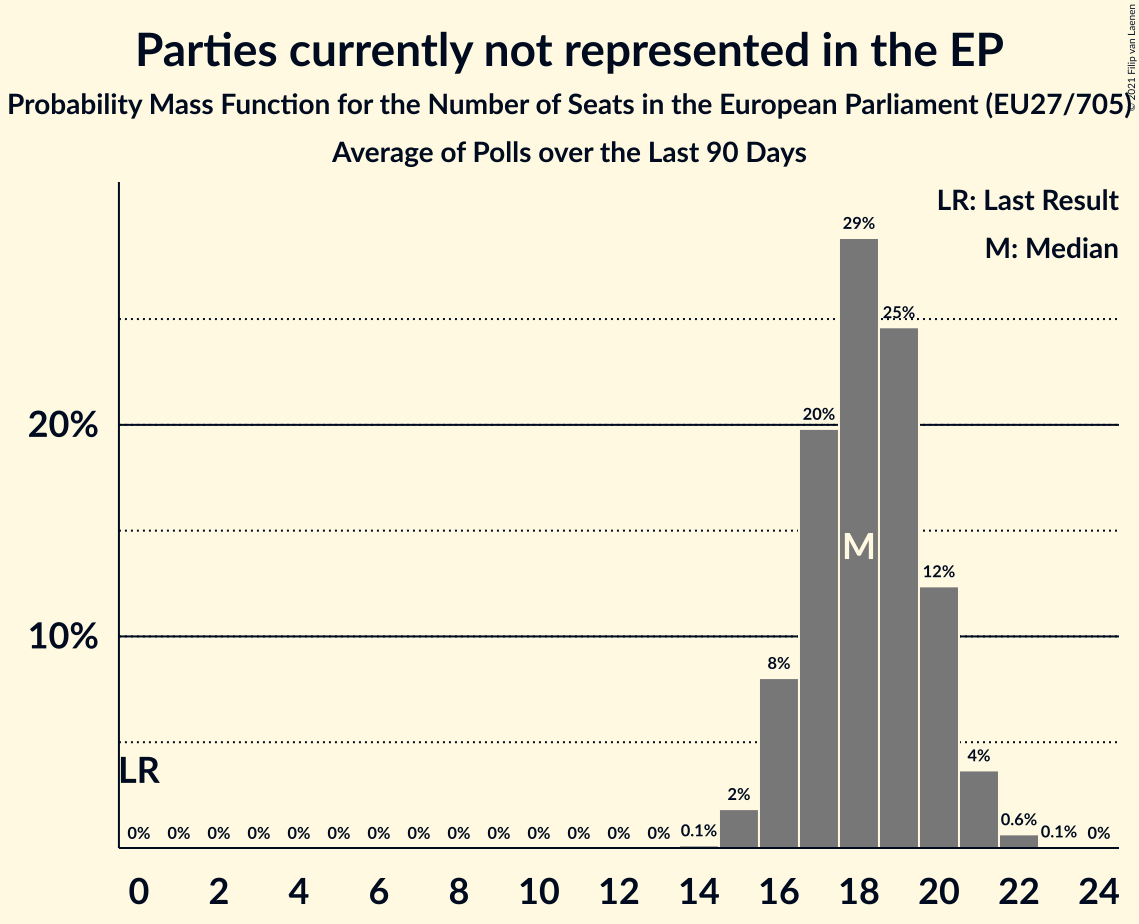 Parties currently not represented in the EP
Probability Mass Function for the Number of Seats in the European Parliament (EU27/705)
Average of Polls over the Last 90 Days
© 2021 Filip van Laenen
LR: Last Result
M: Median
29%
25%
20%
20%
M
12%
10%
8%
4%
LR
2%
0% 0% 0% 0% 0% 0% 0% 0% 0% 0% 0% 0% 0% 0% 0.1% 0.6% 0.1% 0%
0 2 4 6 8 10 12 14 16 18 20 22 24